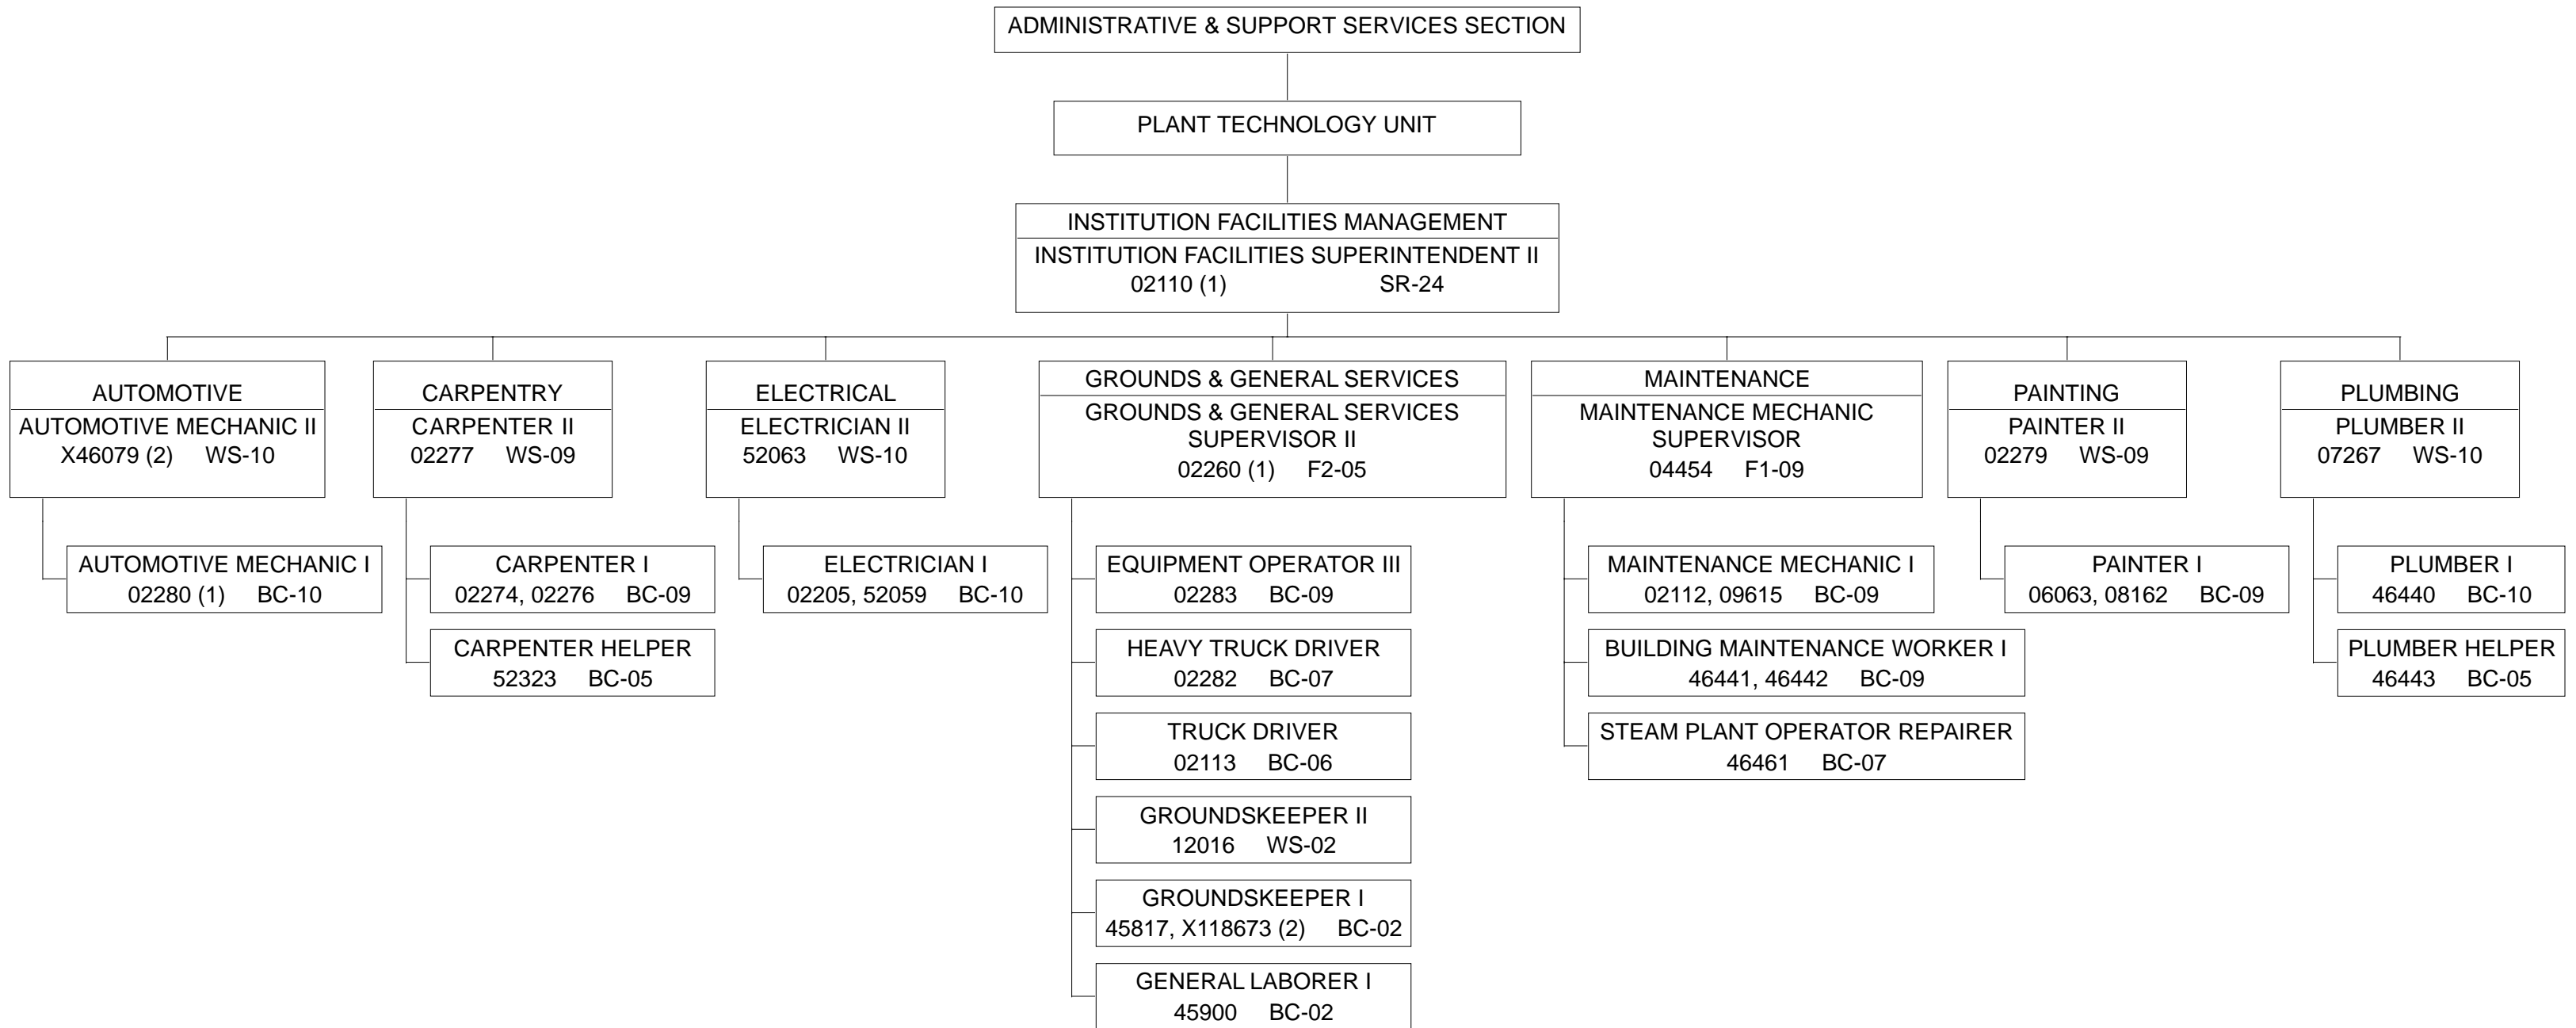 ADMINISTRATIVE & SUPPORT SERVICES SECTION
PLANT TECHNOLOGY UNIT
INSTITUTION FACILITIES MANAGEMENT
INSTITUTION FACILITIES SUPERINTENDENT II
02110 (1) SR-24
AUTOMOTIVE
AUTOMOTIVE MECHANIC II
X46079 (2) WS-10
AUTOMOTIVE MECHANIC I
02280 (1) BC-10
CARPENTRY
CARPENTER II
02277 WS-09
CARPENTER I
02274, 02276 BC-09
CARPENTER HELPER
52323 BC-05
ELECTRICAL
ELECTRICIAN II
52063 WS-10
ELECTRICIAN I
02205, 52059 BC-10
GROUNDS & GENERAL SERVICES
GROUNDS & GENERAL SERVICES
SUPERVISOR II
02260 (1) F2-05
EQUIPMENT OPERATOR III
02283 BC-09
HEAVY TRUCK DRIVER
02282 BC-07
TRUCK DRIVER
02113 BC-06
GROUNDSKEEPER II
12016 WS-02
GROUNDSKEEPER I
45817, X118673 (2) BC-02
GENERAL LABORER I
45900 BC-02
MAINTENANCE
MAINTENANCE MECHANIC
SUPERVISOR
04454 F1-09
MAINTENANCE MECHANIC I
02112, 09615 BC-09
BUILDING MAINTENANCE WORKER I
46441, 46442 BC-09
STEAM PLANT OPERATOR REPAIRER
46461 BC-07
PAINTING
PAINTER II
02279 WS-09
PAINTER I
06063, 08162 BC-09
PLUMBING
PLUMBER II
07267 WS-10
PLUMBER I
46440 BC-10
PLUMBER HELPER
46443 BC-05